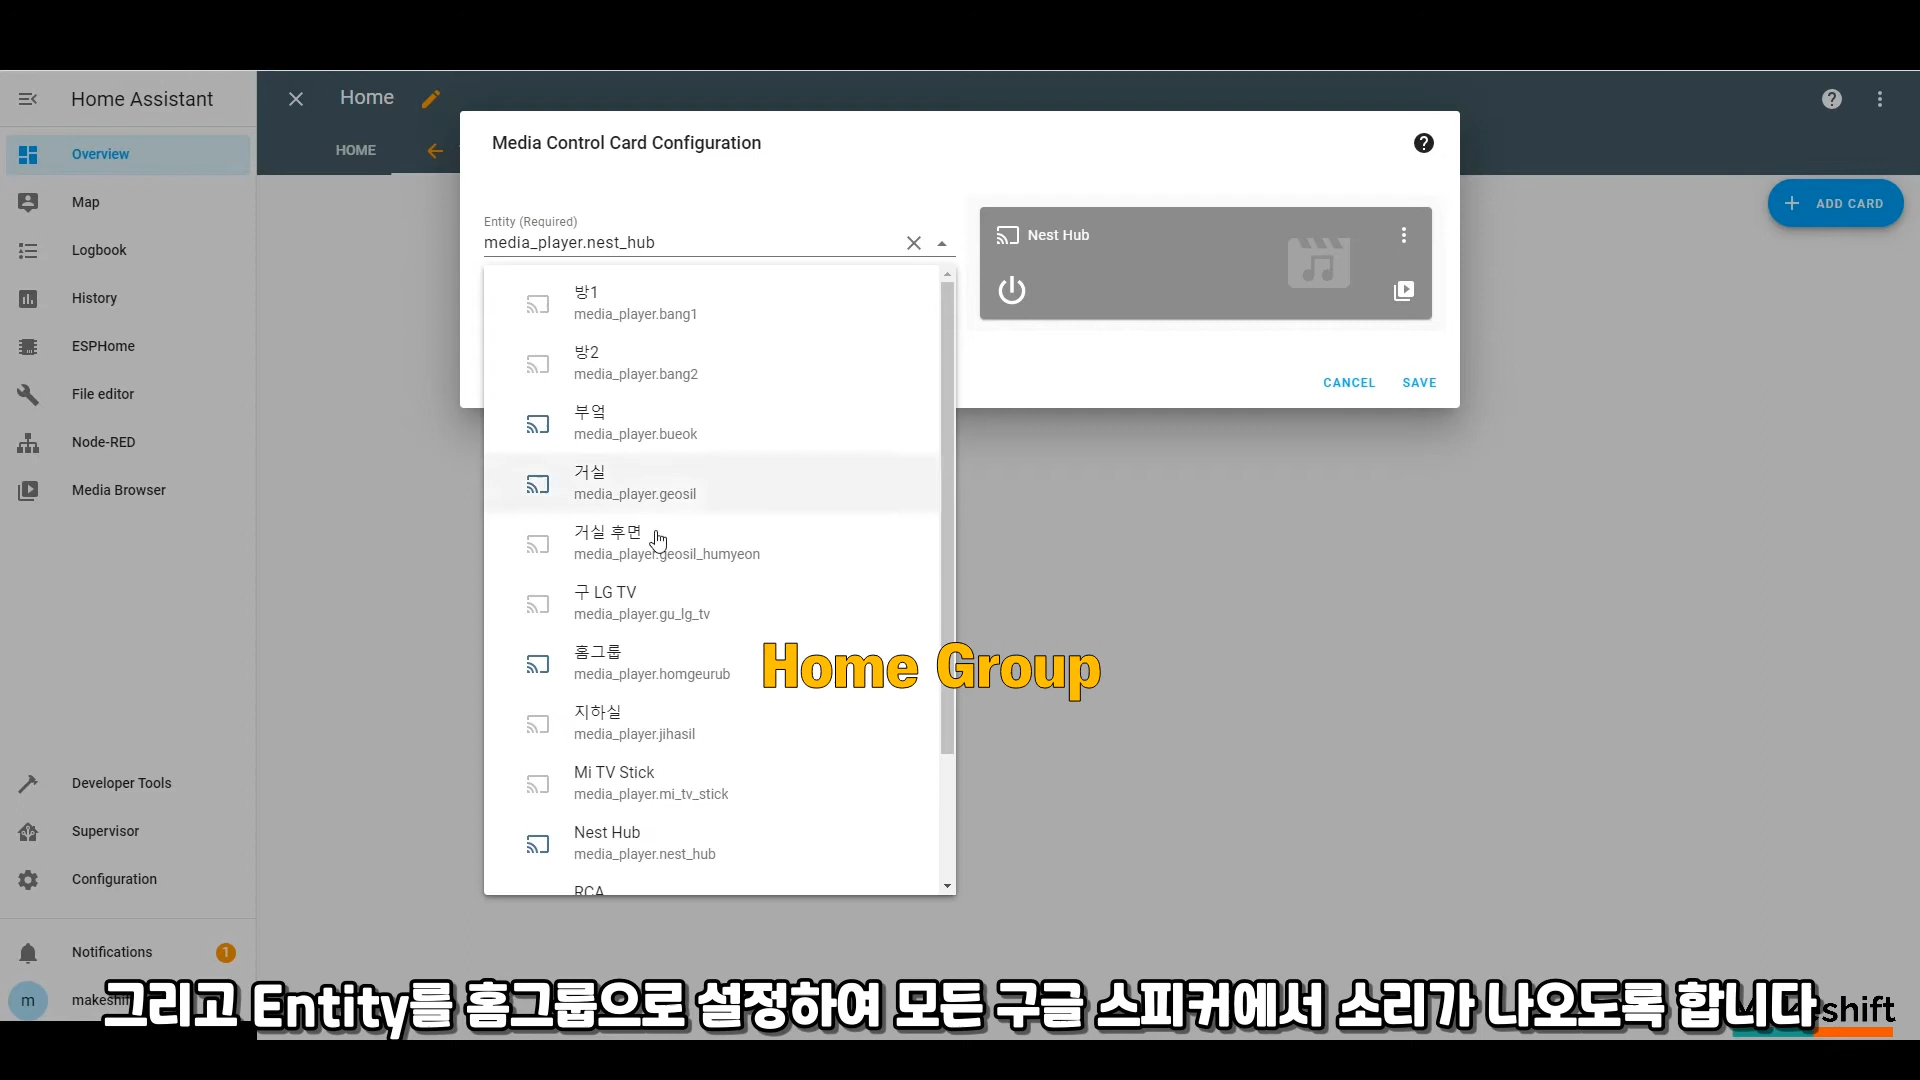 Home Assistant
Home
Media Control Card Configuration
Overview
HOME
Map
ADD CARD
Entity (Required)
media_player.nest_hub
Nest Hub
Logbook
방1
media_player.bang1
History
방2
media_player.bang2
ESPHome
CANCEL
SAVE
File editor
부엌
media_player.bueok
Node-RED
거실
media_player.geosil
Media Browser
거실 후면
media_player.geosil_humyeon
구 LG TV
media_player.gu_lg_tv
홈그룹
media_player.homgeurub
Home Group
지하실
media_player.jihasil
Mi TV Stick
media_player.mi_tv_stick
Developer Tools
Supervisor
Nest Hub
media_player.nest_hub
Configuration
RCA
Notifications
1
m
그리고 Entity를 홈그룹으로 설정하여 모든 구글 스피커에서 소리가 나오도록 합니다